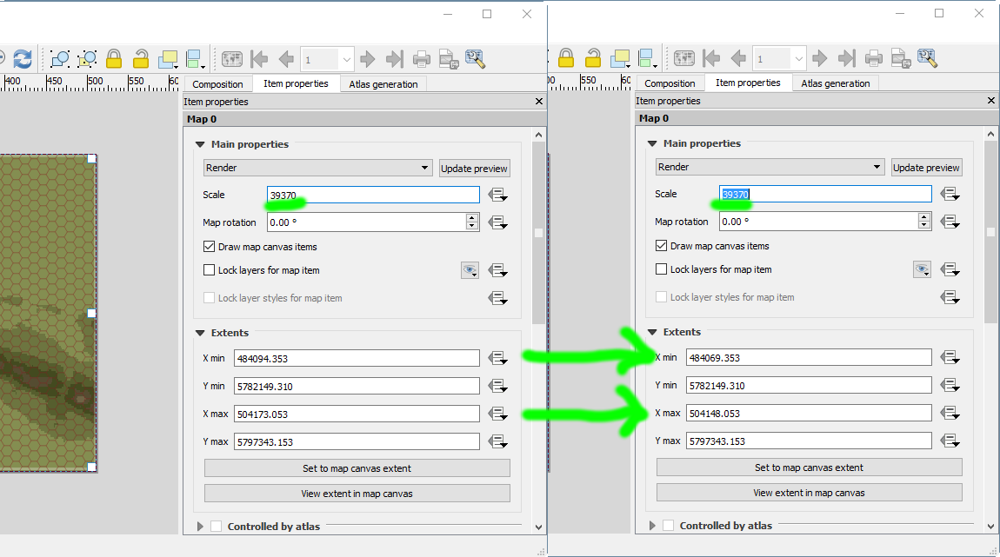 1
400 450 500 550 60
Composition Item properties Atlas generation
Item properties
Map 0
Main properties
Render Update preview
Scale 39370
Map rotation 0.00 °
Draw map canvas items
Lock layers for map item
Lock layer styles for map item
Extents
X min 484094.353
Y min 5782149.310
X max 504173.053
Y max 5797343.153
Set to map canvas extent
View extent in map canvas
Controlled by atlas
1
00 550 60
Composition Item properties Atlas generation
Item properties
Map 0
Main properties
Render Update preview
Scale 39370
Map rotation 0.00 °
Draw map canvas items
Lock layers for map item
Lock layer styles for map item
Extents
X min 484069.353
Y min 5782149.310
X max 504148.053
Y max 5797343.153
Set to map canvas extent
View extent in map canvas
Controlled by atlas